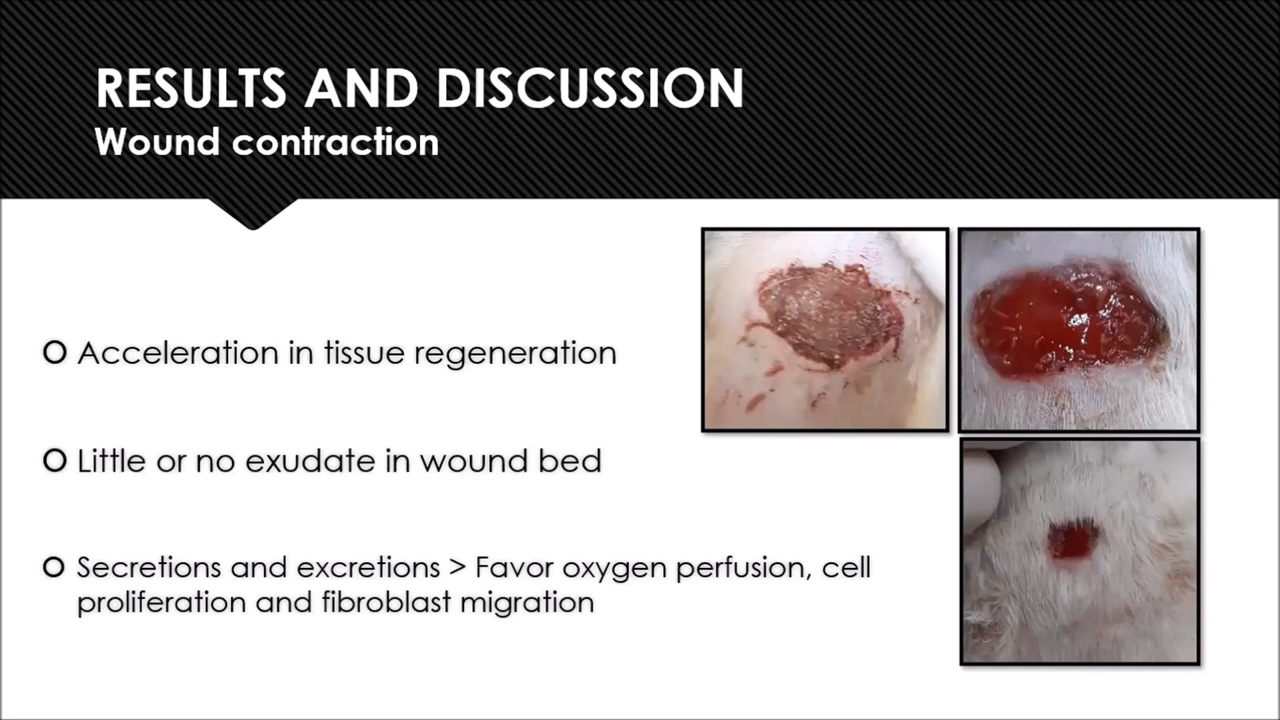 RESULTS AND DISCUSSION
Wound contraction
O Acceleration in tissue regeneration
O Little or no exudate in wound bed
O Secretions and excretions > Favor oxygen perfusion, cell
proliferation and fibroblast migration